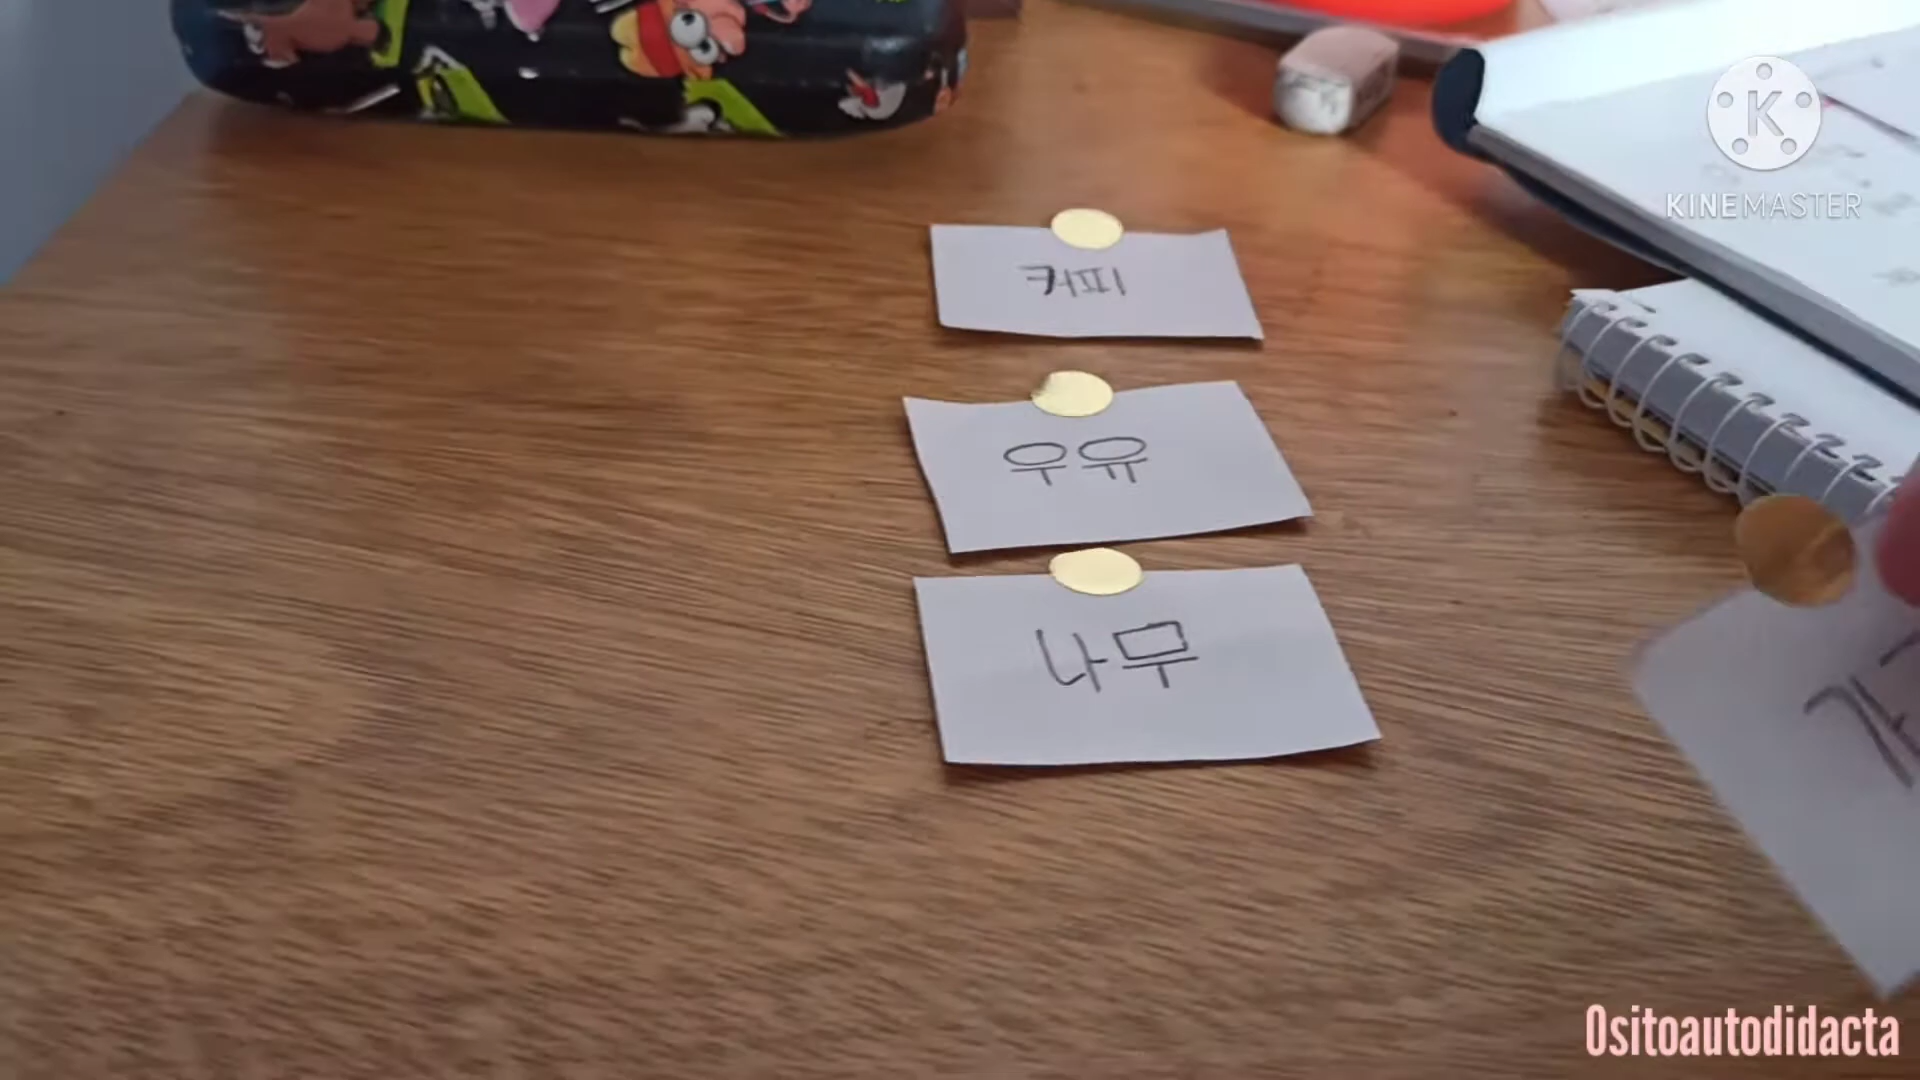 KINEMASTER
커피
우유
나무
Ositoautodidacta